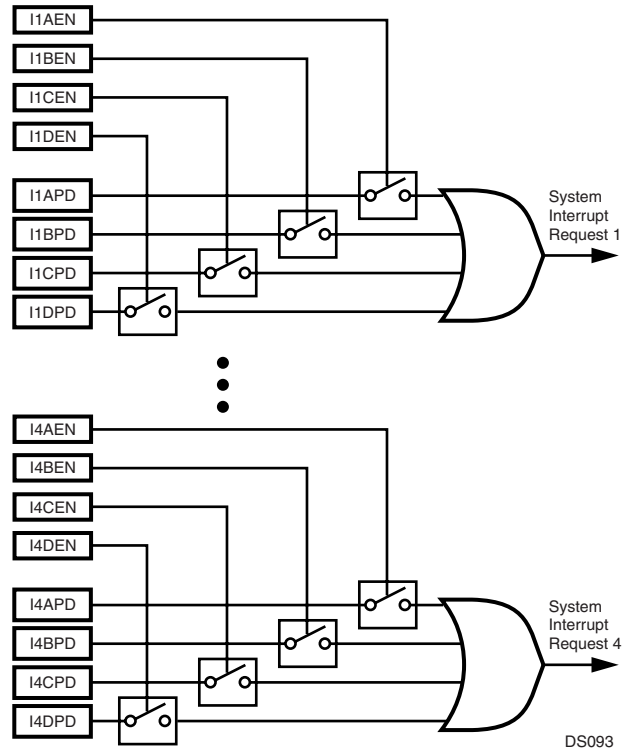 I1AEN
I1BEN
I1CEN
I1DEN
I1APD
I1BPD
I1CPD
I1DPD
System
Interrupt
Request 1
I4AEN
I4BEN
I4CEN
I4DEN
I4APD
I4BPD
I4CPD
I4DPD
System
Interrupt
Request 4
DS093